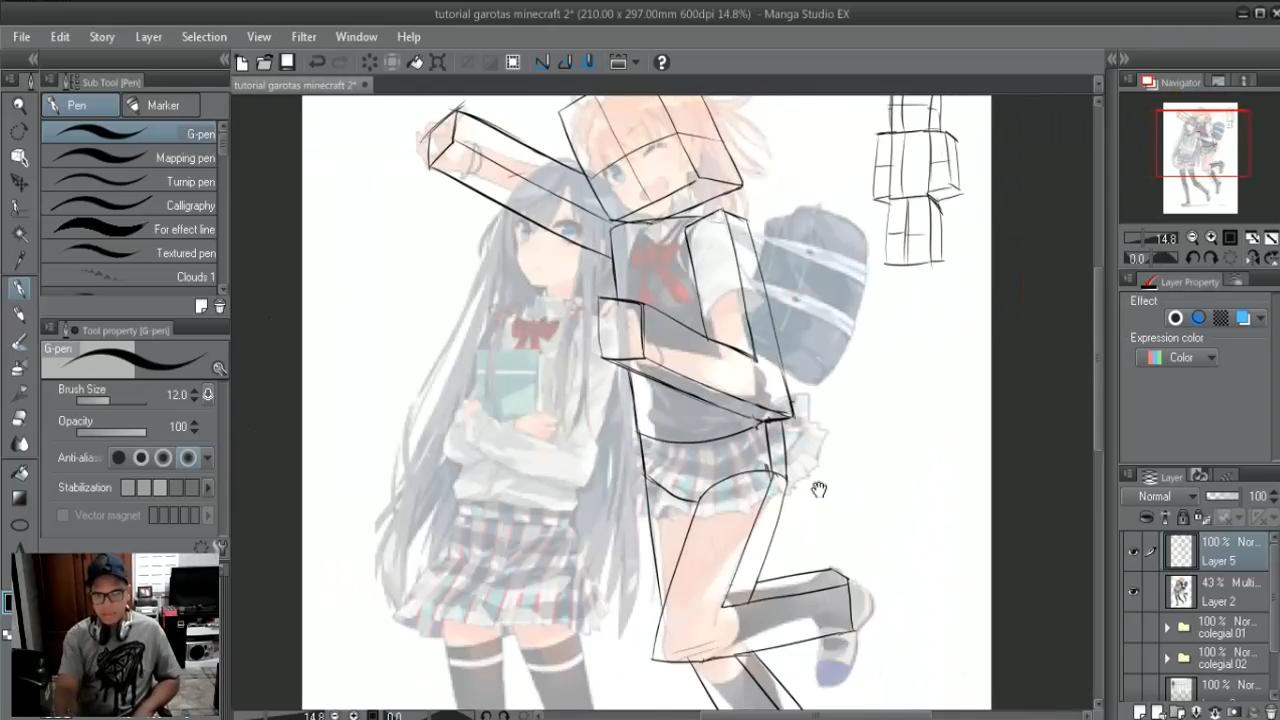 tutorial garotas minecraft 2* (210.00 x 297.00mm 600dpi 14.8%) - Manga Studio EX
File Edit Story Layer Selection View Filter Window Help
Sub Tool [Pen]
tutorial garotas minecraft 2*
Navigator
Pen Marker
G-pen
Mapping pen
Turnip pen
Calligraphy
For effect line
Textured pen
Clouds 1
14.8
0.0
Layer Property
Effect
Expression color
Color
Tool property [G-pen]
G-pen
Brush Size 12.0
Opacity 100
Anti-alias
Stabilization
Vector magnet
Layer
Normal 100
100% Nor...
Layer 5
43% Multi...
Layer 2
100% Nor...
colegial 01
100% Nor...
colegial 02
100% Nor...
14.8 0.0